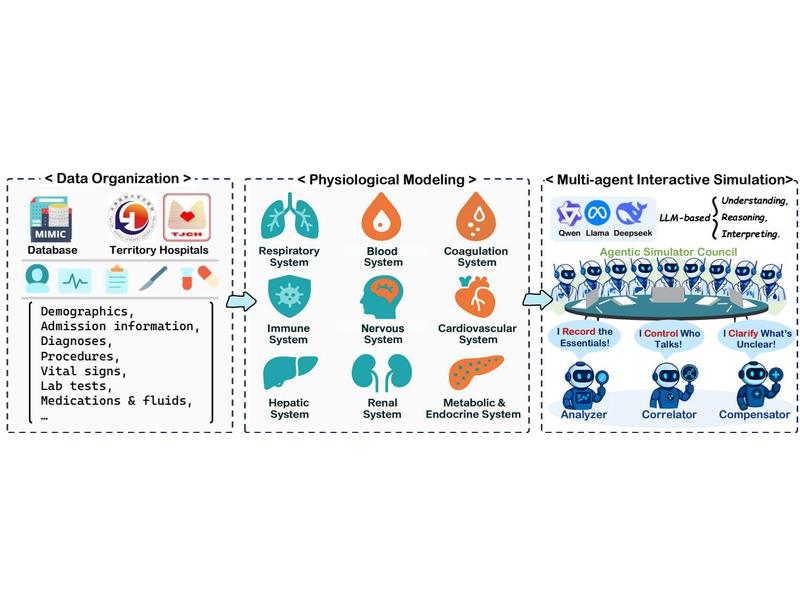 < Data Organization >
MIMIC
Database
TJCH
Territory Hospitals
Demographics,
Admission information,
Diagnoses,
Procedures,
Vital signs,
Lab tests,
Medications & fluids,
…
< Physiological Modeling >
Respiratory
System
Blood
System
Coagulation
System
Immune
System
Nervous
System
Cardiovascular
System
Hepatic
System
Renal
System
Metabolic &
Endocrine System
< Multi-agent Interactive Simulation>
Qwen
Llama
Deepseek
LLM-based
Understanding,
Reasoning,
Interpreting.
Agentic Simulator Council
I Record the
Essentials!
I Control Who
Talks!
I Clarify What's
Unclear!
Analyzer
Correlator
Compensator